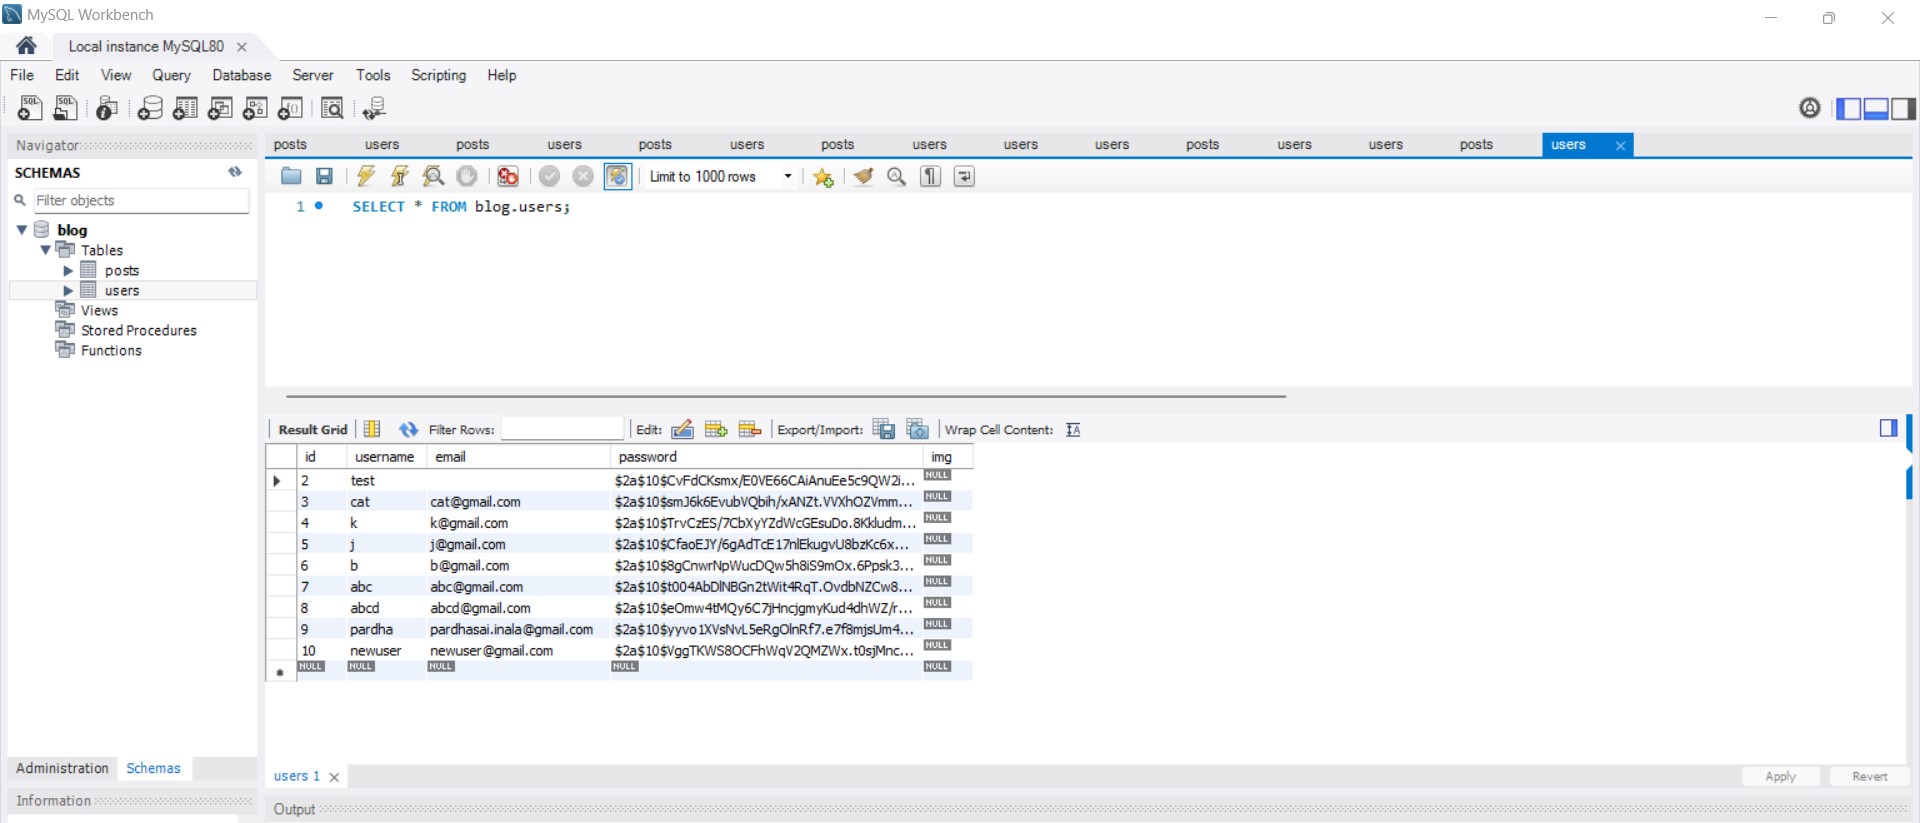 MySQL Workbench
Local instance MySQL80
File Edit View Query Database Server Tools Scripting Help
Navigator
posts users posts users posts users posts users users users posts users users posts users
SCHEMAS
Limit to 1000 rows
Filter objects
1 SELECT * FROM blog.users;
blog
Tables
posts
users
Views
Stored Procedures
Functions
Result Grid Filter Rows: Edit: Export/Import: Wrap Cell Content:
id username email password img
2 test $2a$10$CvFdCKsmx/E0VE66CAiAnuEe5c9QW2i... NULL
3 cat cat@gmail.com $2a$10$smJ6k6EvubVQbih/xANZt.VVXhOZVmm... NULL
4 k k@gmail.com $2a$10$TrvCzES/7CbXyYZdWcGEsuDo.8Kkludm... NULL
5 j j@gmail.com $2a$10$CfaoEJY/6gAdTcE17nlEkugvU8bzKc6x... NULL
6 b b@gmail.com $2a$10$8gCnwrNpWucDQw5h8iS9mOx.6Ppsk3... NULL
7 abc abc@gmail.com $2a$10$t004AbDlNBGn2tWit4RqT.OvdbNZCw8... NULL
8 abcd abcd@gmail.com $2a$10$eOmw4tMQy6C7jHncjgmyKud4dhWZ/r... NULL
9 pardha pardhasai.inala@gmail.com $2a$10$yyvo1XVsNvL5eRgOlnRf7.e7f8mjsUm4... NULL
10 newuser newuser@gmail.com $2a$10$VggTKWS8OCFhWqV2QMZWx.t0sjMnc... NULL
NULL NULL NULL NULL NULL
Administration Schemas
users 1
Apply Revert
Information
Output